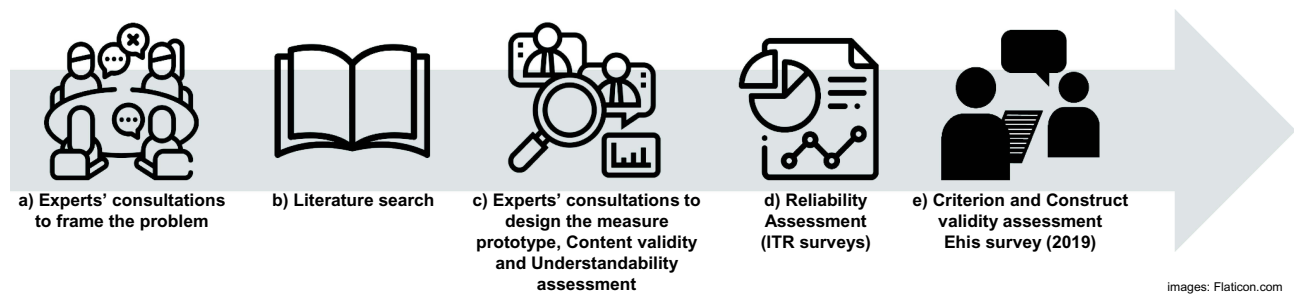 a) Experts’ consultations
to frame the problem
b) Literature search
c) Experts’ consultations to
design the measure
prototype, Content validity
and Understandability
assessment
d) Reliability
Assessment
(ITR surveys)
e) Criterion and Construct
validity assessment
Ehis survey (2019)
images: Flaticon.com